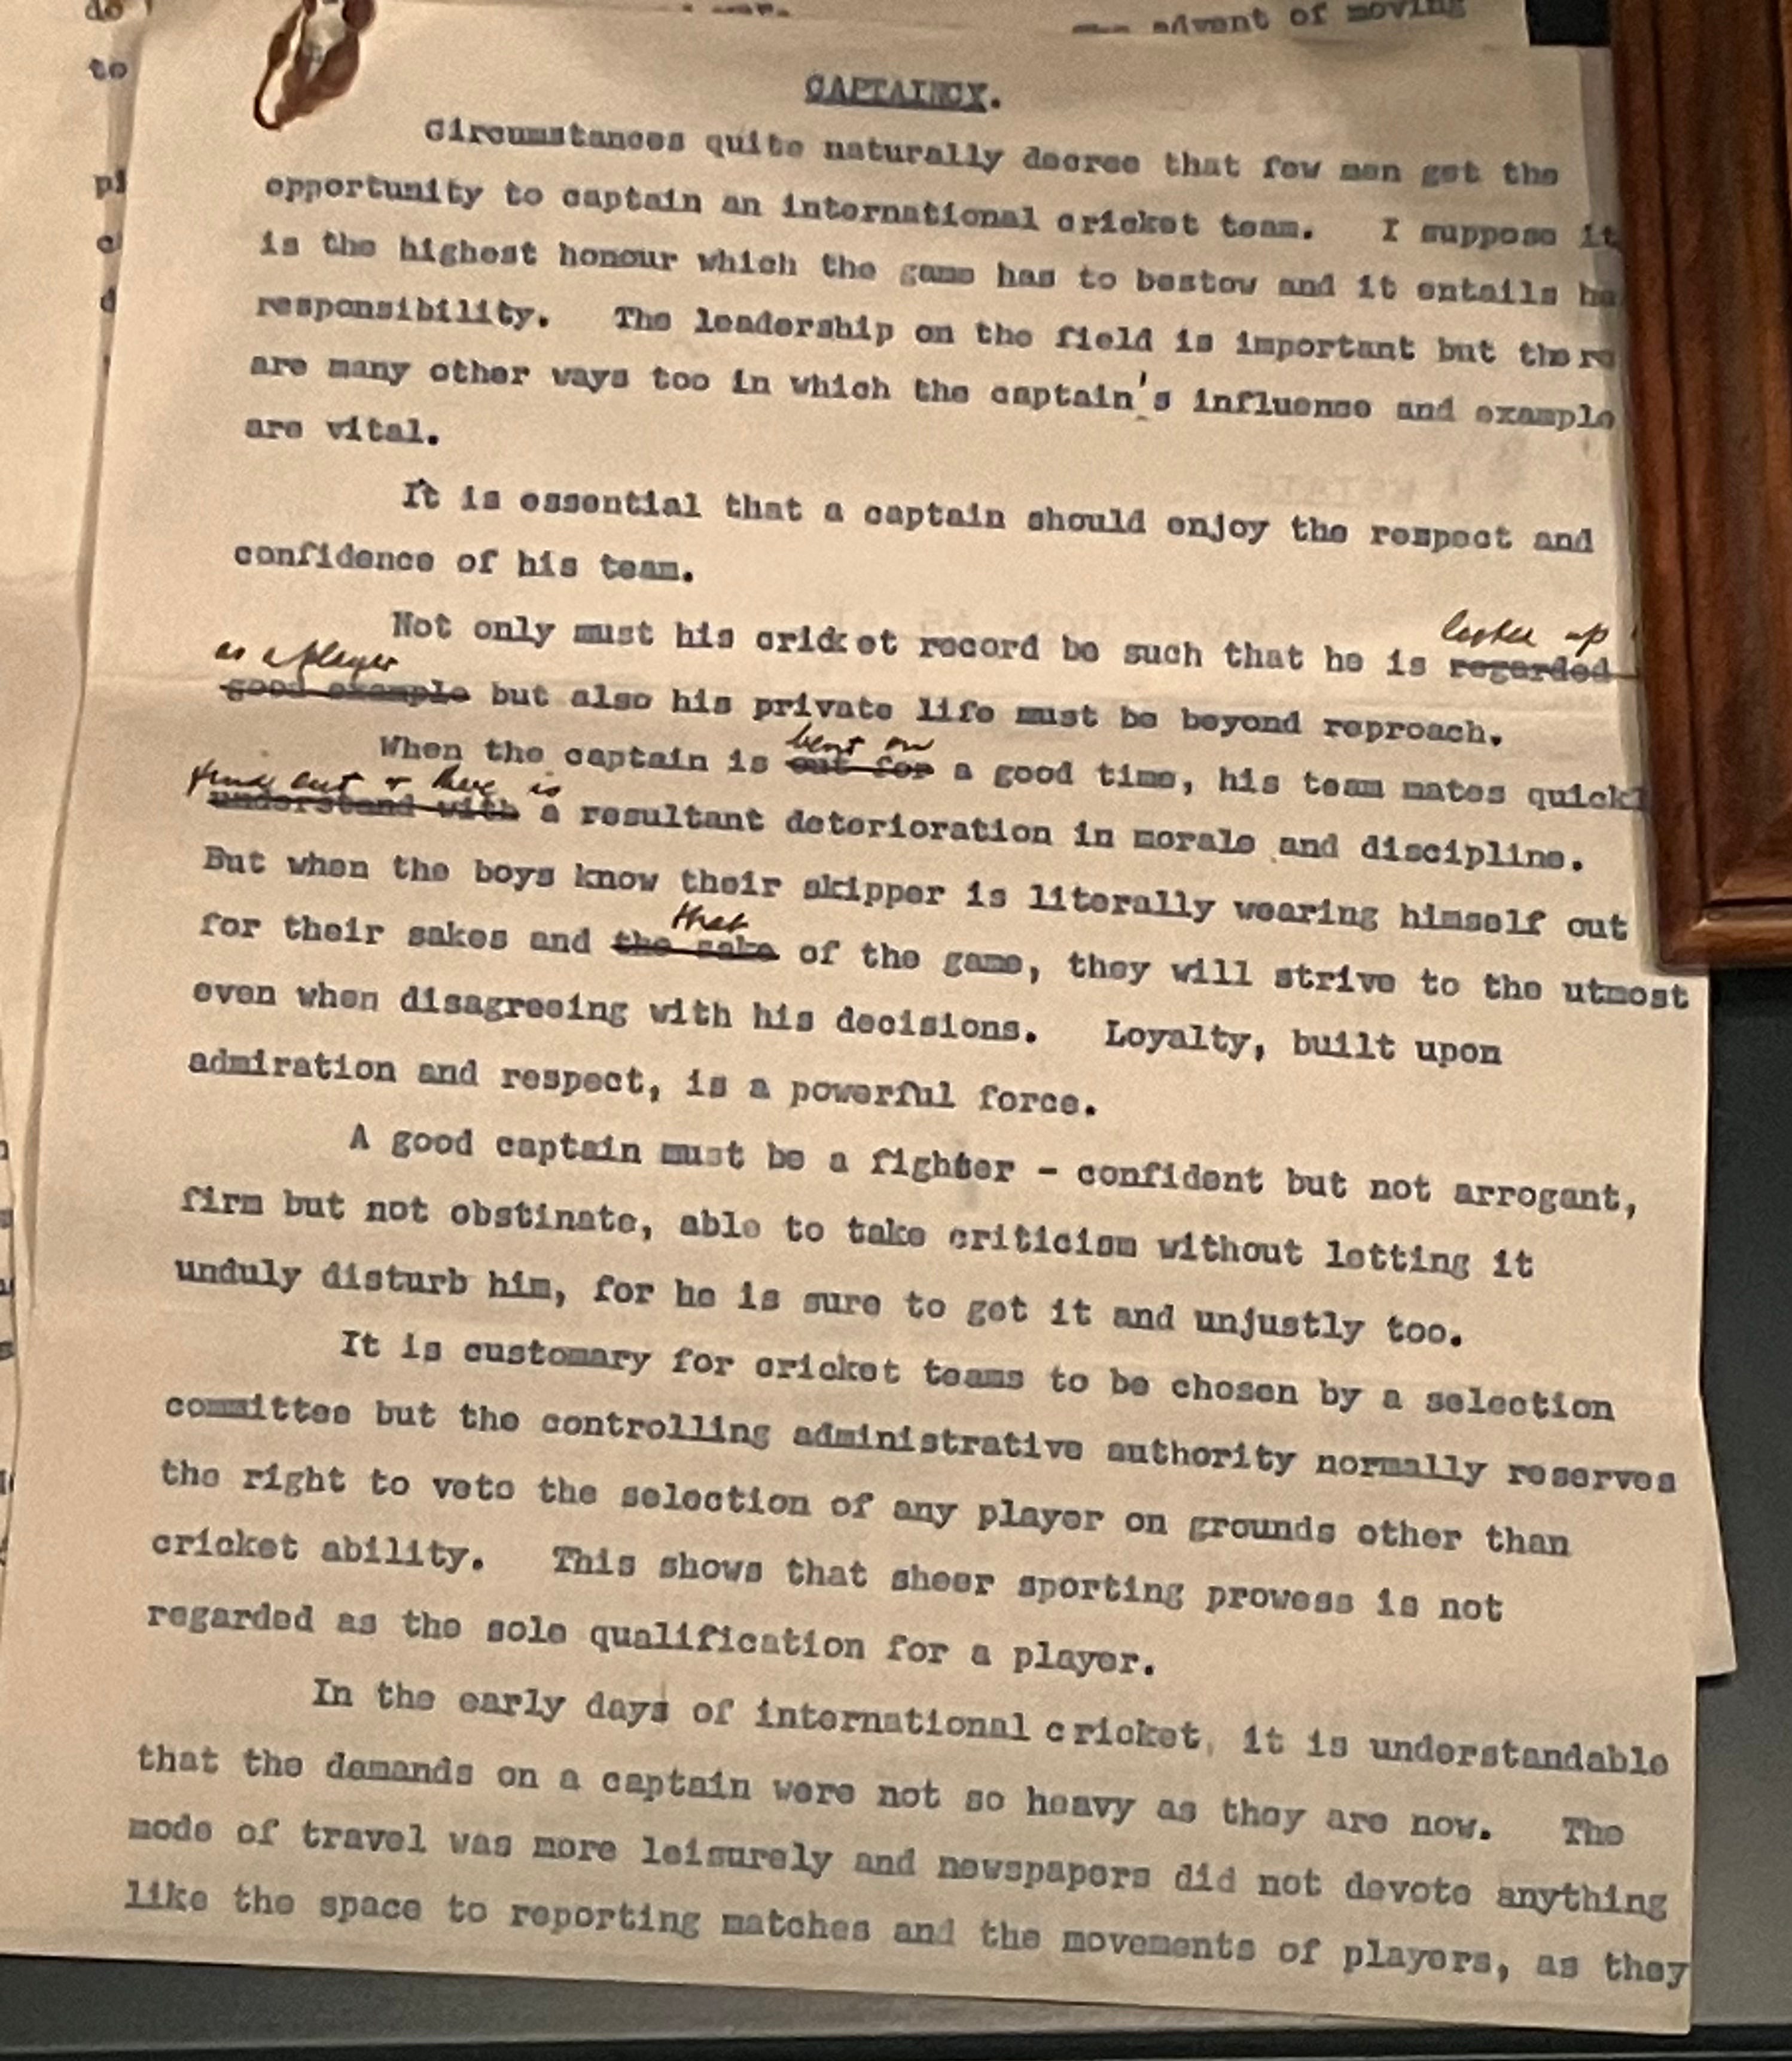 do
to
advent of moving
pl
d
CAPTAINCY.
Circumstances quite naturally decree that few men get the
opportunity to captain an international cricket team. I suppose it
is the highest honour which the game has to bestow and it entails
responsibility. The leadership on the field is important but there
are many other ways too in which the captain's influence and example
are vital.
It is essential that a captain should enjoy the respect and
confidence of his team.
looked up
Not only must his cricket record be such that he is regarded
as a player
good example but also his private life must be beyond reproach.
bent on
When the captain is out for a good time, his team mates quickl
find out & there is
understand with a resultant deterioration in morale and discipline.
But when the boys know their skipper is literally wearing himself out
that
for their sakes and the sake of the game, they will strive to the utmost
even when disagreeing with his decisions. Loyalty, built upon
admiration and respect, is a powerful force.
A good captain must be a fighter - confident but not arrogant,
firm but not obstinate, able to take criticism without letting it
unduly disturb him, for he is sure to get it and unjustly too.
It is customary for cricket teams to be chosen by a selection
committee but the controlling administrative authority normally reserves
the right to veto the selection of any player on grounds other than
cricket ability. This shows that sheer sporting prowess is not
regarded as the sole qualification for a player.
In the early days of international cricket, it is understandable
that the demands on a captain were not so heavy as they are now. The
mode of travel was more leisurely and newspapers did not devote anything
like the space to reporting matches and the movements of players, as they